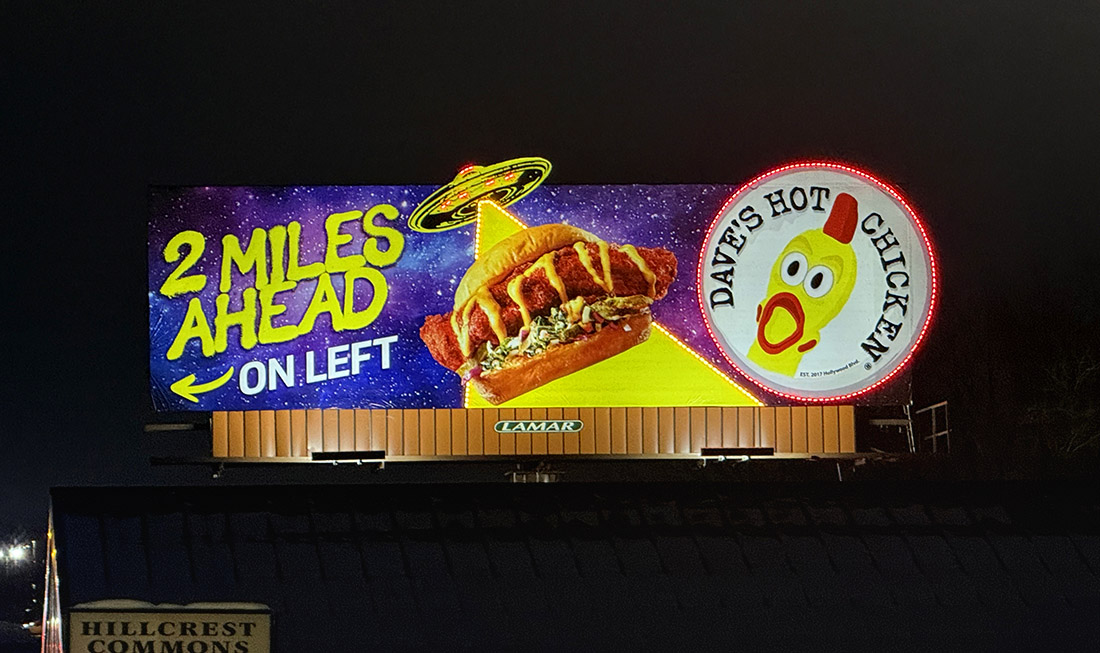 2 MILES
AHEAD
ON LEFT
DAVE'S HOT CHICKEN
EST. 2017 Hollywood Blvd.
®
LAMAR
HILLCREST
COMMONS